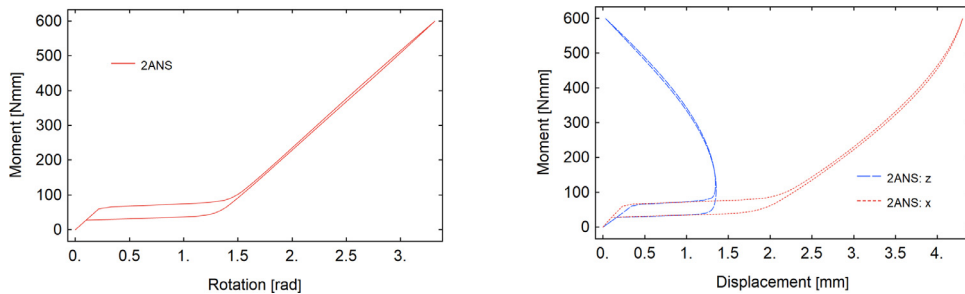 600
500
400
300
200
100
0
Moment [Nmm]
2ANS
0. 0.5 1. 1.5 2. 2.5 3.
Rotation [rad]
600
500
400
300
200
100
0
Moment [Nmm]
2ANS: z
2ANS: x
0. 0.5 1. 1.5 2. 2.5 3. 3.5 4.
Displacement [mm]